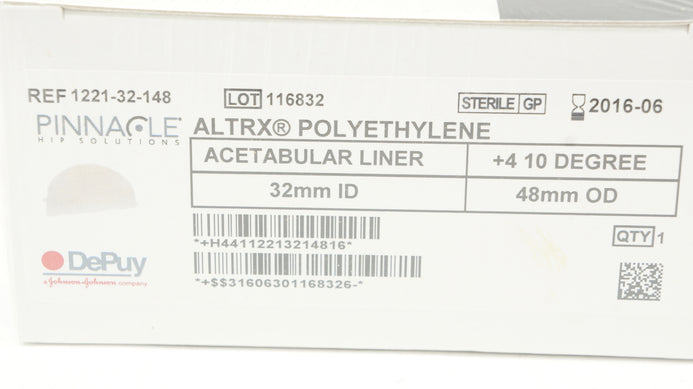 REF 1221-32-148
LOT 116832
STERILE GP
2016-06
PINNACLE
HIP SOLUTIONS
ALTRX® POLYETHYLENE
ACETABULAR LINER
+4 10 DEGREE
32mm ID
48mm OD
*+H44112213214816*
QTY 1
DePuy
a Johnson & Johnson company
*+$$31606301168326-*